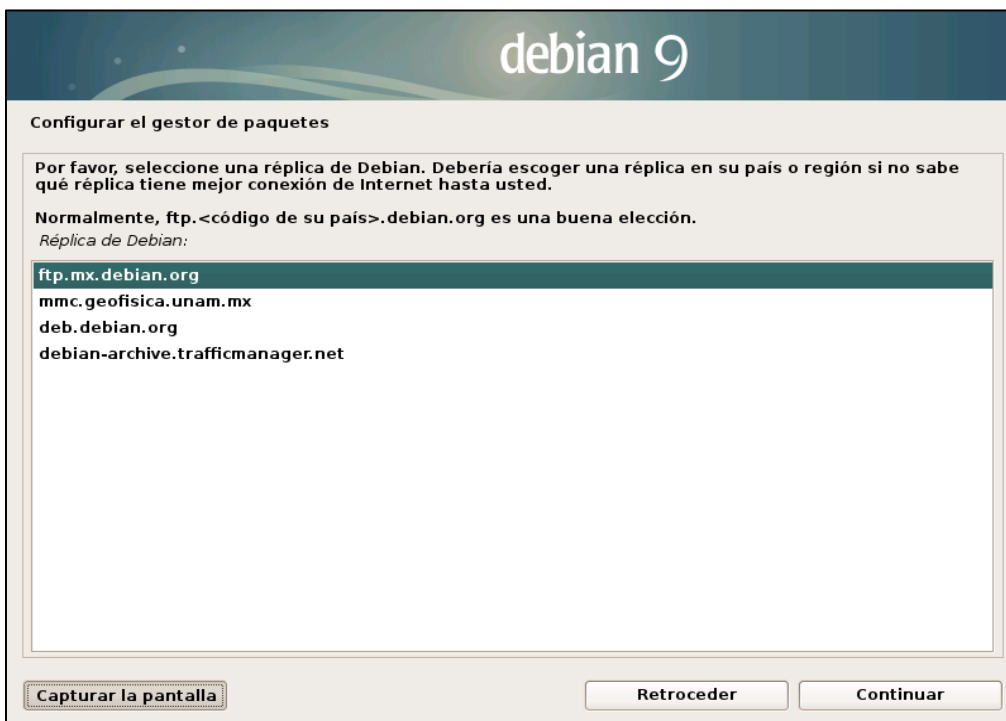 debian 9
Configurar el gestor de paquetes
Por favor, seleccione una réplica de Debian. Debería escoger una réplica en su país o región si no sabe
qué réplica tiene mejor conexión de Internet hasta usted.
Normalmente, ftp.<código de su país>.debian.org es una buena elección.
Réplica de Debian:
ftp.mx.debian.org
mmc.geofisica.unam.mx
deb.debian.org
debian-archive.trafficmanager.net
Capturar la pantalla
Retroceder
Continuar